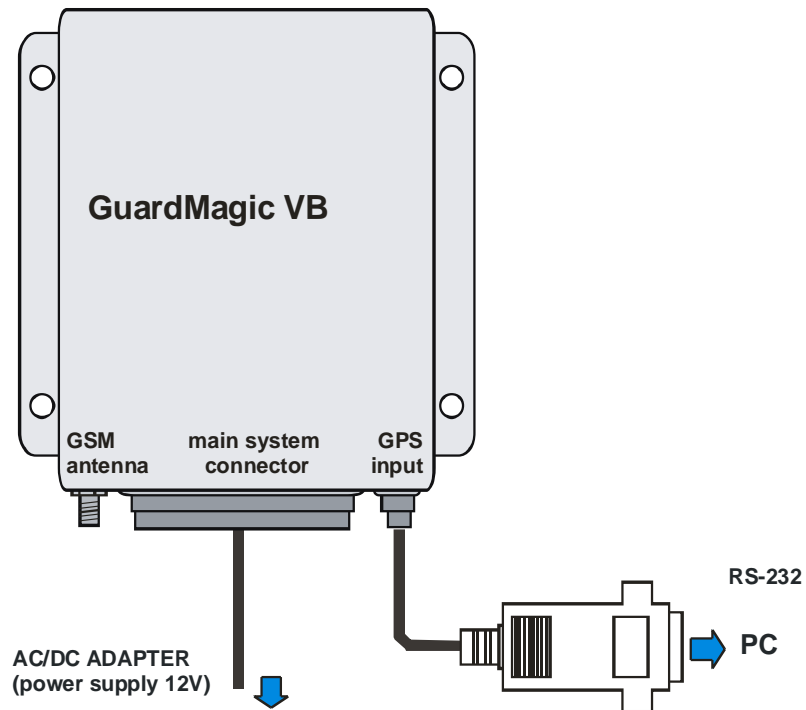 GuardMagic VB
GSM
antenna
main system
connector
GPS
input
RS-232
PC
AC/DC ADAPTER
(power supply 12V)